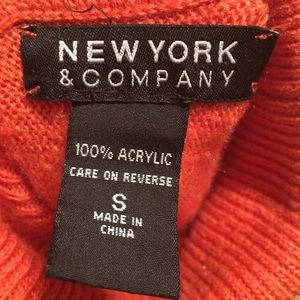 NEW YORK
& COMPANY
100% ACRYLIC
CARE ON REVERSE
S
MADE IN
CHINA